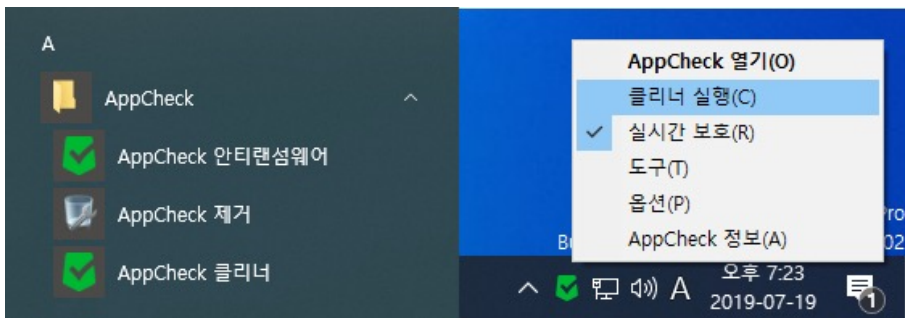 A
AppCheck
AppCheck 안티랜섬웨어
AppCheck 제거
AppCheck 클리너
AppCheck 열기(O)
클리너 실행(C)
실시간 보호(R)
도구(T)
옵션(P)
AppCheck 정보(A)
A
오후 7:23
2019-07-19
1